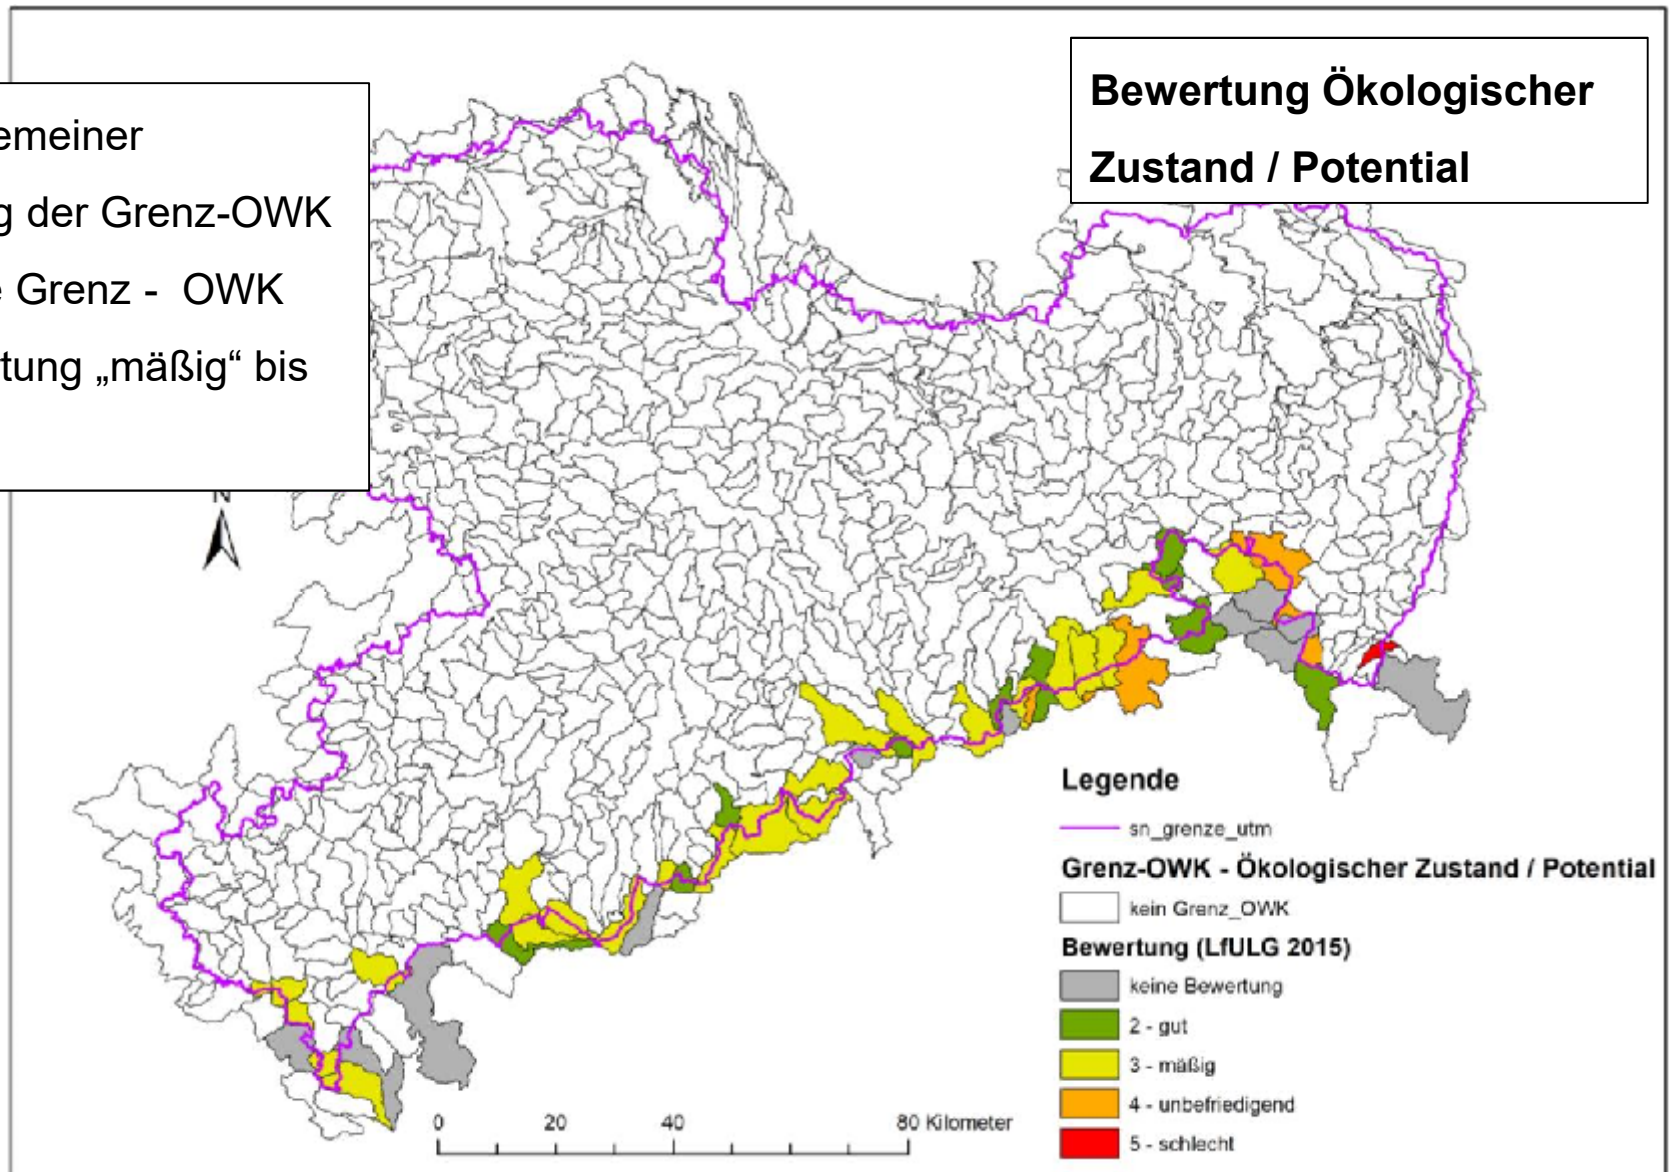 Bewertung Ökologischer
Zustand / Potential
emeiner
g der Grenz-OWK
e Grenz - OWK
tung „mäßig“ bis
N
Legende
sn_grenze_utm
Grenz-OWK - Ökologischer Zustand / Potential
kein Grenz_OWK
Bewertung (LfULG 2015)
keine Bewertung
2 - gut
3 - mäßig
4 - unbefriedigend
5 - schlecht
0 20 40 80 Kilometer